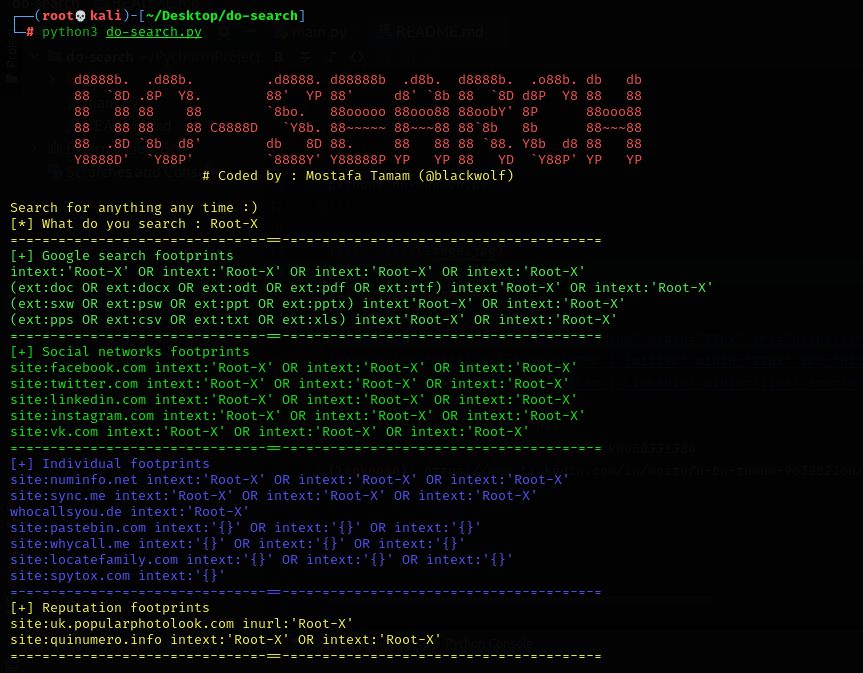 ┌──(root💀kali)-[~/Desktop/do-search]
└─# python3 do-search.py
d8888b.  .d88b.         .d8888. d88888b  .d8b.  d8888b.  .o88b. db   db
88  `8D .8P  Y8.        88'  YP 88'     d8' `8b 88  `8D d8P  Y8 88   88
88   88 88    88        `8bo.   88ooooo 88ooo88 88oobY' 8P      88ooo88
88   88 88    88 C8888D   `Y8b. 88~~~~~ 88~~~88 88`8b   8b      88~~~88
88  .8D `8b  d8'        db   8D 88.     88   88 88 `88. Y8b  d8 88   88
Y8888D'  `Y88P'         `8888Y' Y88888P YP   YP 88   YD  `Y88P' YP   YP
# Coded by : Mostafa Tamam (@blackwolf)
Search for anything any time :)
[*] What do you search : Root-X
=-=-=-=-=-=-=-=-=-=-=-=-=-=-=-=-==-=-=-=-=-=-=-=-=-=-=-=-=-=-=-=-=-=-=-=-=
[+] Google search footprints
intext:'Root-X' OR intext:'Root-X' OR intext:'Root-X' OR intext:'Root-X'
(ext:doc OR ext:docx OR ext:odt OR ext:pdf OR ext:rtf) intext'Root-X' OR intext:'Root-X'
(ext:sxw OR ext:psw OR ext:ppt OR ext:pptx) intext'Root-X' OR intext:'Root-X'
(ext:pps OR ext:csv OR ext:txt OR ext:xls) intext'Root-X' OR intext:'Root-X'
=-=-=-=-=-=-=-=-=-=-=-=-=-=-=-=-==-=-=-=-=-=-=-=-=-=-=-=-=-=-=-=-=-=-=-=-=
[+] Social networks footprints
site:facebook.com intext:'Root-X' OR intext:'Root-X' OR intext:'Root-X'
site:twitter.com intext:'Root-X' OR intext:'Root-X' OR intext:'Root-X'
site:linkedin.com intext:'Root-X' OR intext:'Root-X' OR intext:'Root-X'
site:instagram.com intext:'Root-X' OR intext:'Root-X' OR intext:'Root-X'
site:vk.com intext:'Root-X' OR intext:'Root-X' OR intext:'Root-X'
=-=-=-=-=-=-=-=-=-=-=-=-=-=-=-=-==-=-=-=-=-=-=-=-=-=-=-=-=-=-=-=-=-=-=-=-=
[+] Individual footprints
site:numinfo.net intext:'Root-X' OR intext:'Root-X' OR intext:'Root-X'
site:sync.me intext:'Root-X' OR intext:'Root-X' OR intext:'Root-X'
whocallsyou.de intext:'Root-X'
site:pastebin.com intext:'{}' OR intext:'{}' OR intext:'{}'
site:whycall.me intext:'{}' OR intext:'{}' OR intext:'{}'
site:locatefamily.com intext:'{}' OR intext:'{}' OR intext:'{}'
site:spytox.com intext:'{}'
=-=-=-=-=-=-=-=-=-=-=-=-=-=-=-=-==-=-=-=-=-=-=-=-=-=-=-=-=-=-=-=-=-=-=-=-=
[+] Reputation footprints
site:uk.popularphotolook.com inurl:'Root-X'
site:quinumero.info intext:'Root-X' OR intext:'Root-X'
=-=-=-=-=-=-=-=-=-=-=-=-=-=-=-=-==-=-=-=-=-=-=-=-=-=-=-=-=-=-=-=-=-=-=-=-=